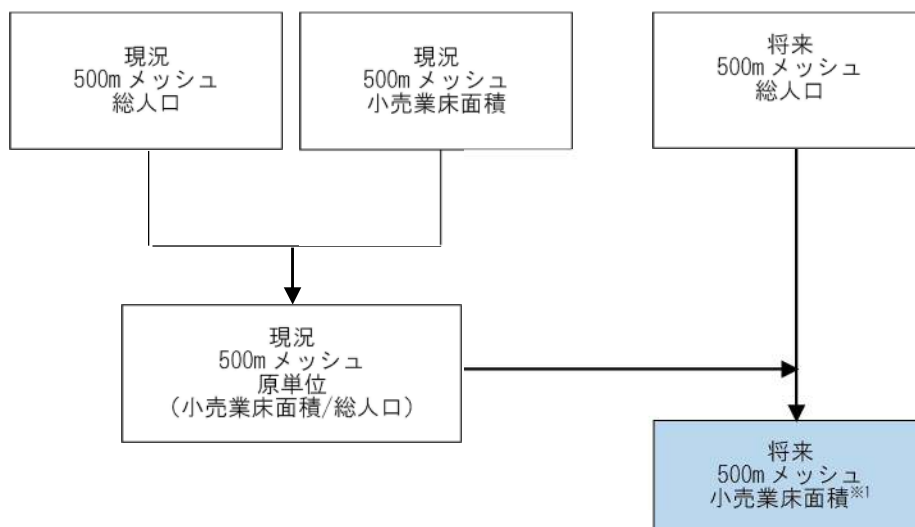 現況
500m メッシュ
総人口
現況
500m メッシュ
小売業床面積
将来
500m メッシュ
総人口
現況
500m メッシュ
原単位
（小売業床面積/総人口）
将来
500m メッシュ
小売業床面積※1